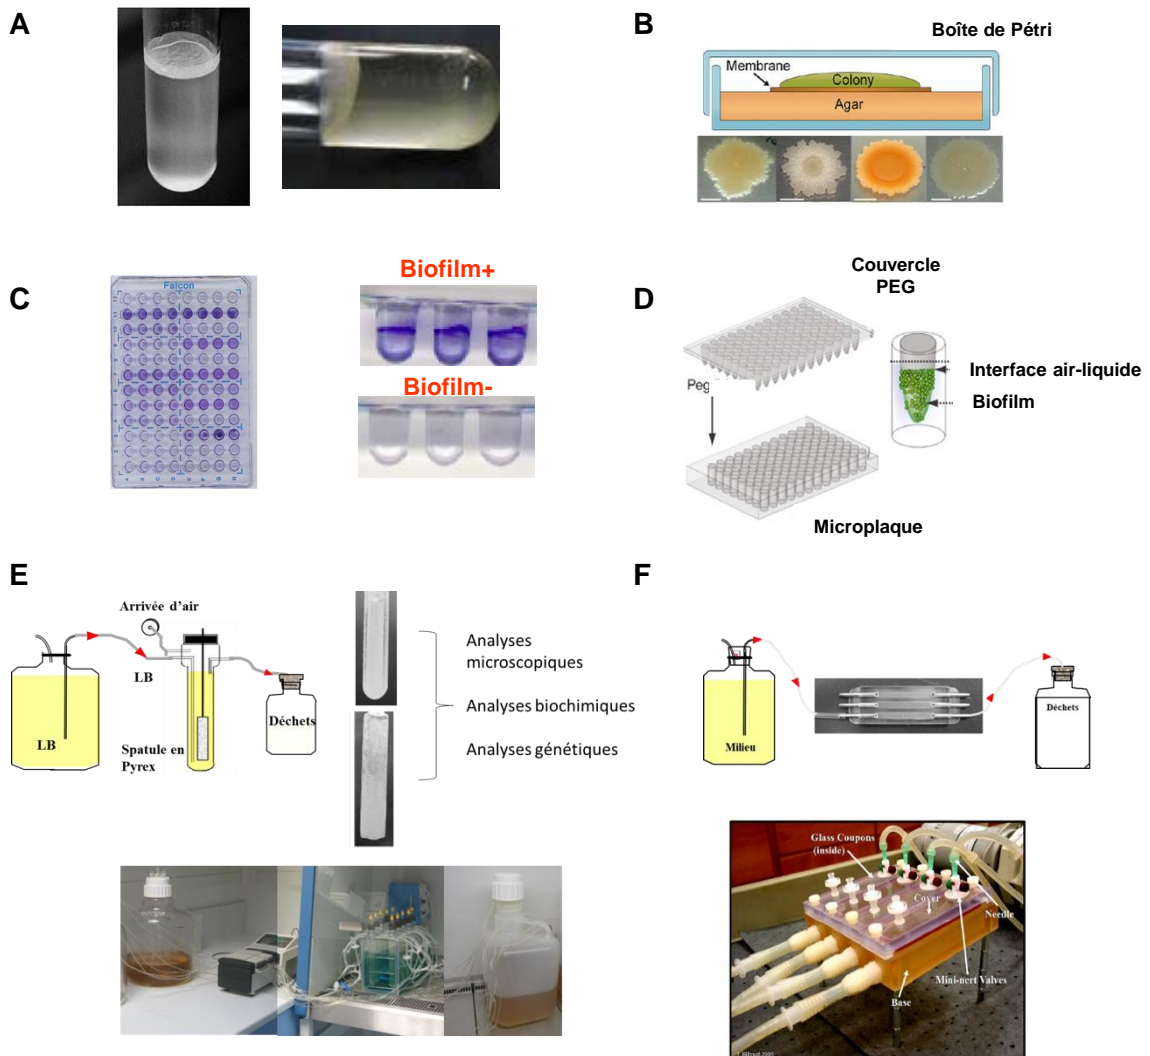 A
B
Boîte de Pétri
Membrane
Colony
Agar
C
Falcon
Biofilm+
Biofilm-
D
Couvercle
PEG
Peg
Interface air-liquide
Biofilm
Microplaque
E
Arrivée d'air
LB
LB
Spatule en
Pyrex
Déchets
Analyses
microscopiques
Analyses biochimiques
Analyses génétiques
F
Milieu
Déchets
Glass Coupons
(inside)
Cover
Needle
Mini-nert Valves
Base